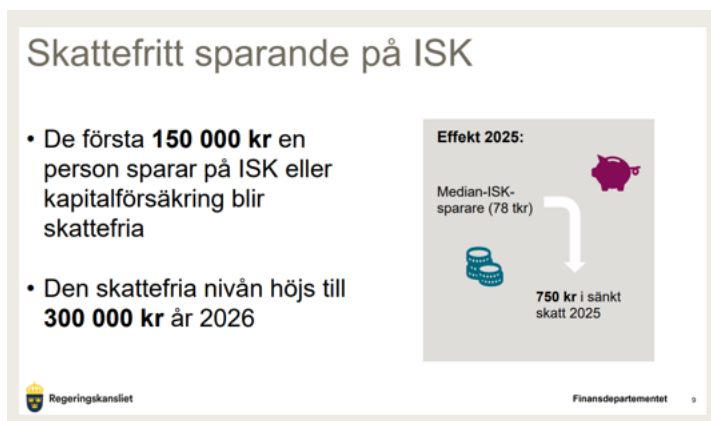 Skattefritt sparande på ISK
• De första 150 000 kr en
person sparar på ISK eller
kapitalförsäkring blir
skattefria
• Den skattefria nivån höjs till
300 000 kr år 2026
Effekt 2025:
Median-ISK-
sparare (78 tkr)
750 kr i sänkt
skatt 2025
Regeringskansliet
Finansdepartementet
9